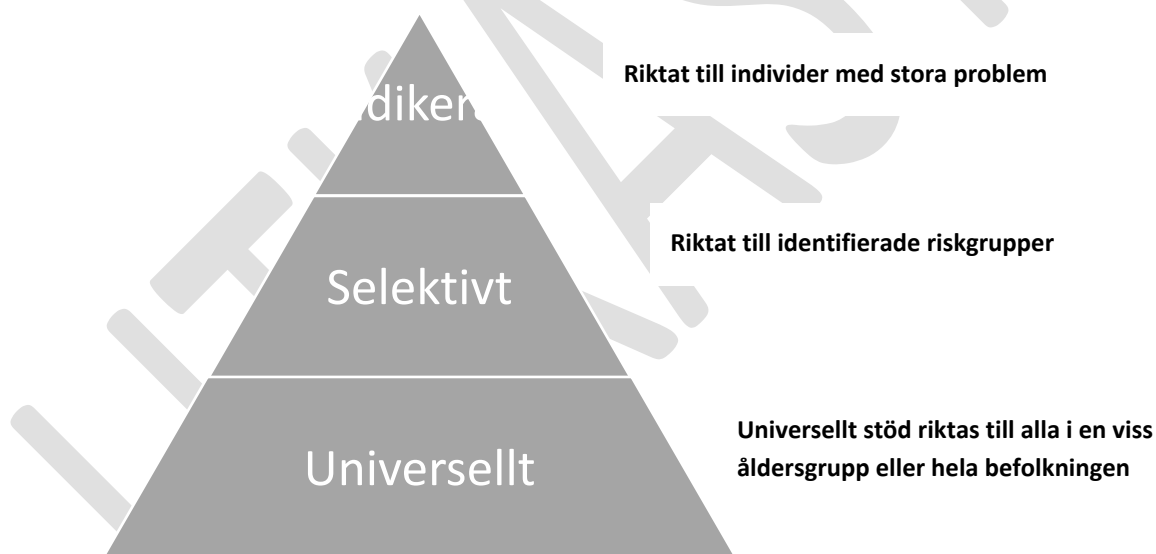 Riktat till individer med stora problem
Riktat till identifierade riskgrupper
Selektivt
Universellt stöd riktas till alla i en viss
åldersgrupp eller hela befolkningen
Universellt